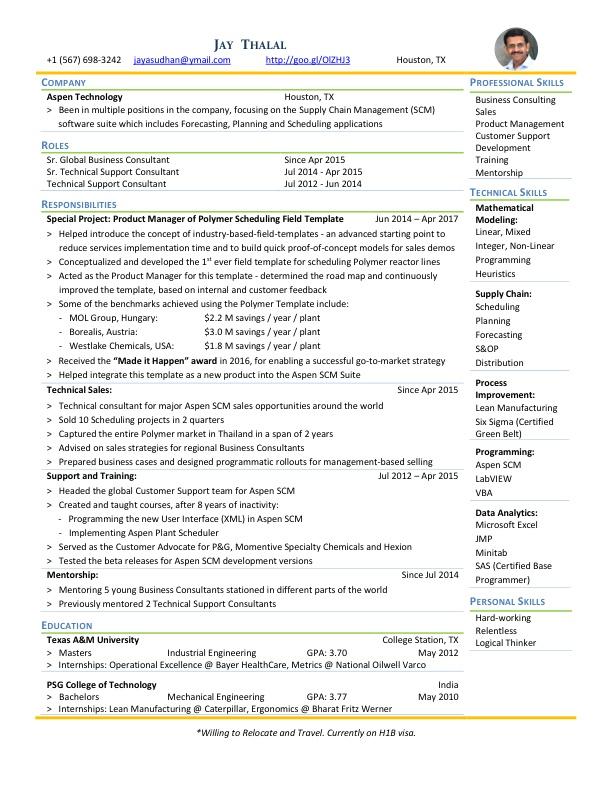 Jay Thalal
+1 (567) 698-3242 jayasudhan@ymail.com http://goo.gl/OlZHJ3 Houston, TX
Company
Aspen Technology Houston, TX
> Been in multiple positions in the company, focusing on the Supply Chain Management (SCM)
software suite which includes Forecasting, Planning and Scheduling applications
Roles
Sr. Global Business Consultant Since Apr 2015
Sr. Technical Support Consultant Jul 2014 - Apr 2015
Technical Support Consultant Jul 2012 - Jun 2014
Responsibilities
Special Project: Product Manager of Polymer Scheduling Field Template Jun 2014 – Apr 2017
> Helped introduce the concept of industry-based-field-templates - an advanced starting point to
reduce services implementation time and to build quick proof-of-concept models for sales demos
> Conceptualized and developed the 1st ever field template for scheduling Polymer reactor lines
> Acted as the Product Manager for this template - determined the road map and continuously
improved the template, based on internal and customer feedback
> Some of the benchmarks achieved using the Polymer Template include:
- MOL Group, Hungary: $2.2 M savings / year / plant
- Borealis, Austria: $3.0 M savings / year / plant
- Westlake Chemicals, USA: $1.8 M savings / year / plant
> Received the “Made it Happen” award in 2016, for enabling a successful go-to-market strategy
> Helped integrate this template as a new product into the Aspen SCM Suite
Technical Sales: Since Apr 2015
> Technical consultant for major Aspen SCM sales opportunities around the world
> Sold 10 Scheduling projects in 2 quarters
> Captured the entire Polymer market in Thailand in a span of 2 years
> Advised on sales strategies for regional Business Consultants
> Prepared business cases and designed programmatic rollouts for management-based selling
Support and Training: Jul 2012 – Apr 2015
> Headed the global Customer Support team for Aspen SCM
> Created and taught courses, after 8 years of inactivity:
- Programming the new User Interface (XML) in Aspen SCM
- Implementing Aspen Plant Scheduler
> Served as the Customer Advocate for P&G, Momentive Specialty Chemicals and Hexion
> Tested the beta releases for Aspen SCM development versions
Mentorship: Since Jul 2014
> Mentoring 5 young Business Consultants stationed in different parts of the world
> Previously mentored 2 Technical Support Consultants
Education
Texas A&M University College Station, TX
> Masters Industrial Engineering GPA: 3.70 May 2012
> Internships: Operational Excellence @ Bayer HealthCare, Metrics @ National Oilwell Varco
PSG College of Technology India
> Bachelors Mechanical Engineering GPA: 3.77 May 2010
> Internships: Lean Manufacturing @ Caterpillar, Ergonomics @ Bharat Fritz Werner
Professional Skills
Business Consulting
Sales
Product Management
Customer Support
Development
Training
Mentorship
Technical Skills
Mathematical
Modeling:
Linear, Mixed
Integer, Non-Linear
Programming
Heuristics
Supply Chain:
Scheduling
Planning
Forecasting
S&OP
Distribution
Process
Improvement:
Lean Manufacturing
Six Sigma (Certified
Green Belt)
Programming:
Aspen SCM
LabVIEW
VBA
Data Analytics:
Microsoft Excel
JMP
Minitab
SAS (Certified Base
Programmer)
Personal Skills
Hard-working
Relentless
Logical Thinker
*Willing to Relocate and Travel. Currently on H1B visa.